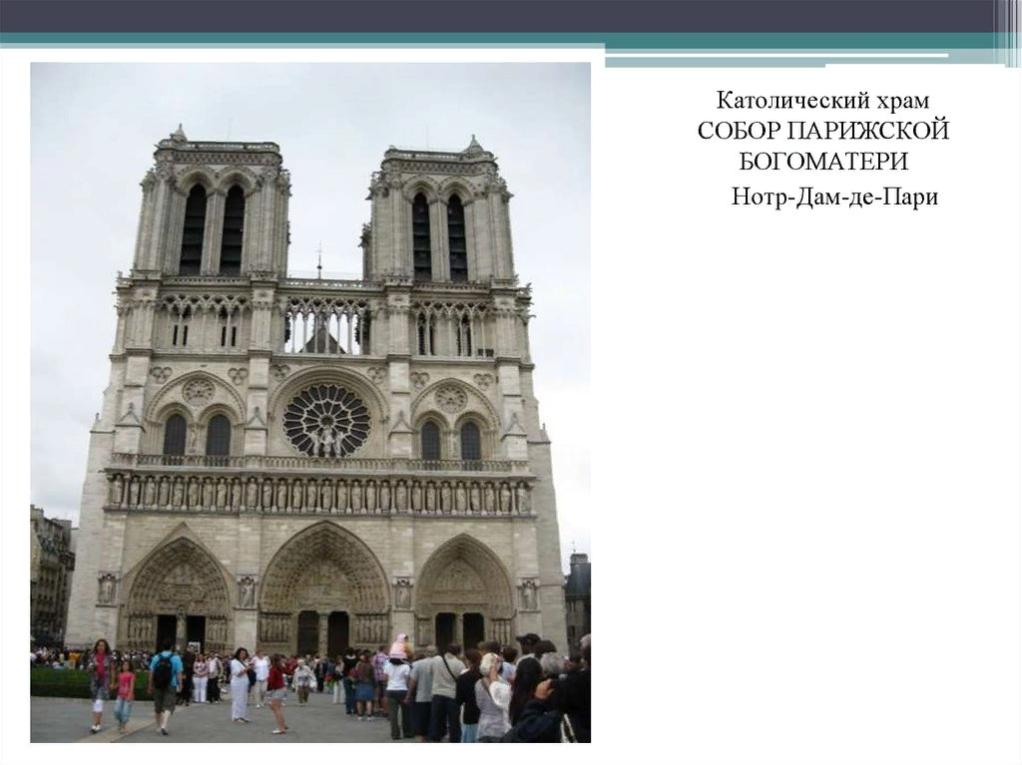 Католический храм
СОБОР ПАРИЖСКОЙ
БОГОМАТЕРИ
Нотр-Дам-де-Пари